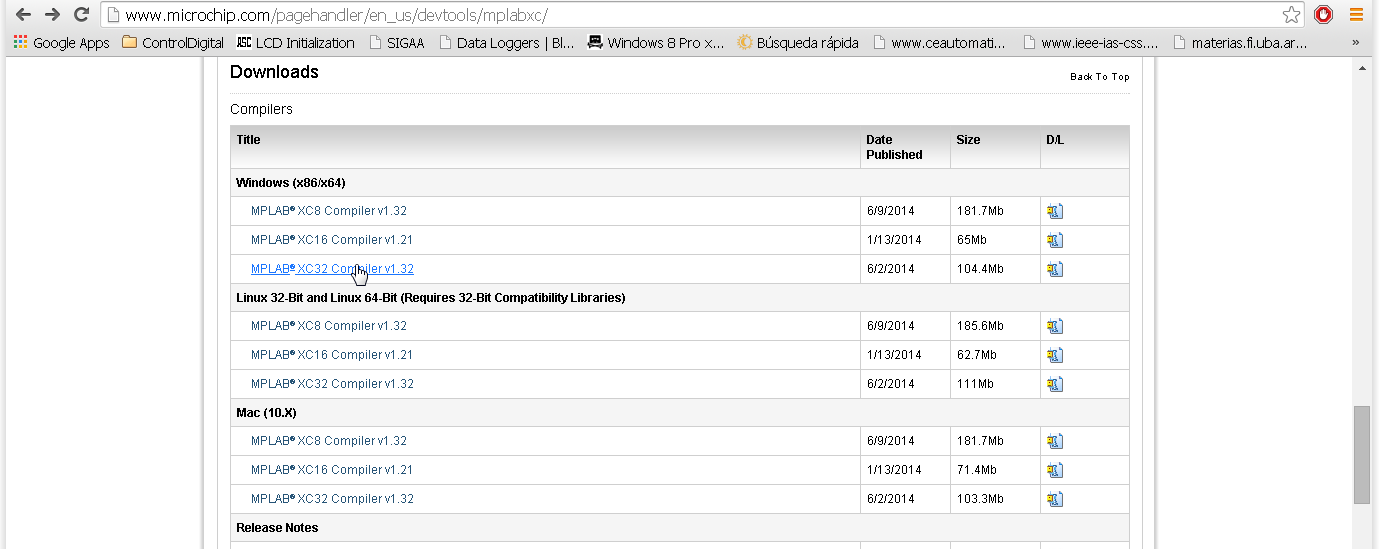 www.microchip.com/pagehandler/en_us/devtools/mplabxc/
Google Apps ControlDigital ASC LCD Initialization SIGAA Data Loggers | Bl... Windows 8 Pro x... Búsqueda rápida www.ceautomati... www.ieee-ias-css.... materias.fi.uba.ar... »
Downloads
Back To Top
Compilers
Title Date Published Size D/L
Windows (x86/x64)
MPLAB® XC8 Compiler v1.32 6/9/2014 181.7Mb
MPLAB® XC16 Compiler v1.21 1/13/2014 65Mb
MPLAB® XC32 Compiler v1.32 6/2/2014 104.4Mb
Linux 32-Bit and Linux 64-Bit (Requires 32-Bit Compatibility Libraries)
MPLAB® XC8 Compiler v1.32 6/9/2014 185.6Mb
MPLAB® XC16 Compiler v1.21 1/13/2014 62.7Mb
MPLAB® XC32 Compiler v1.32 6/2/2014 111Mb
Mac (10.X)
MPLAB® XC8 Compiler v1.32 6/9/2014 181.7Mb
MPLAB® XC16 Compiler v1.21 1/13/2014 71.4Mb
MPLAB® XC32 Compiler v1.32 6/2/2014 103.3Mb
Release Notes